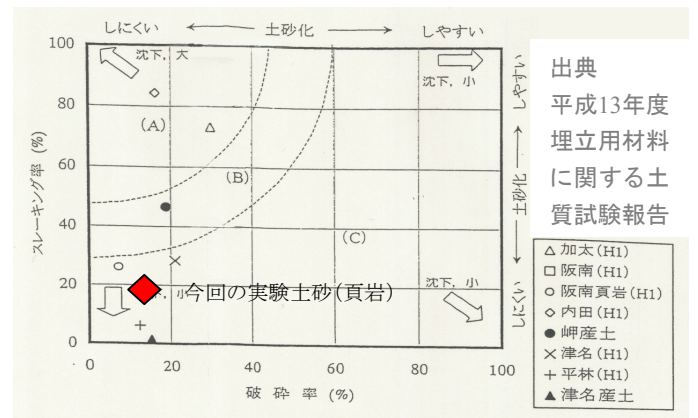 しにくい ← 土砂化 → しやすい
100
80
60
40
20
0
スレーキング率 (%)
沈下, 大
沈下, 小
(A)
(B)
(C)
沈下, 小
下, 小
今回の実験土砂(頁岩)
0 20 40 60 80 100
破砕率 (%)
しにくい ← 土砂化 → しやすい
出典
平成13年度
埋立用材料
に関する土
質試験報告
△ 加太(H1)
□ 阪南(H1)
○ 阪南頁岩(H1)
◇ 内田(H1)
● 岬産土
× 津名(H1)
+ 平林(H1)
▲ 津名産土